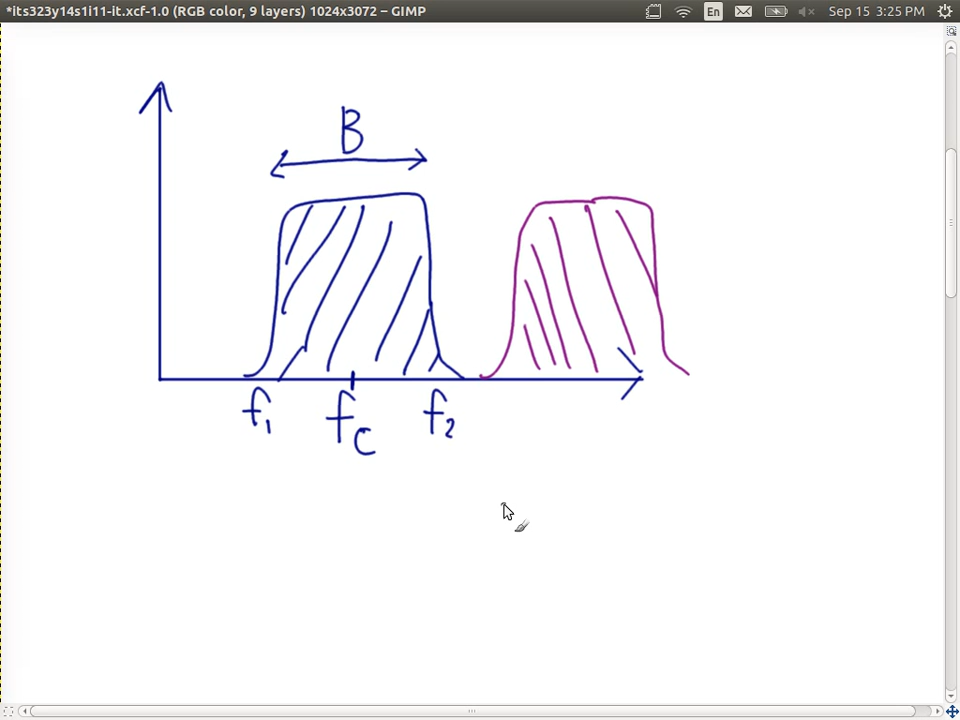 *its323y14s1i11-it.xcf-1.0 (RGB color, 9 layers) 1024x3072 – GIMP
En
Sep 15 3:25 PM
B
f1
fC
f2